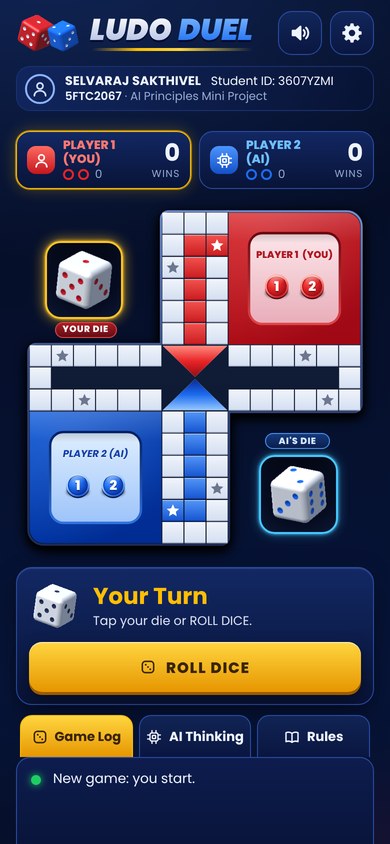 LUDO DUEL
SELVARAJ SAKTHIVEL Student ID: 3607YZMI
5FTC2067 · AI Principles Mini Project
PLAYER 1
(YOU)
0
0
WINS
PLAYER 2
(AI)
0
0
WINS
PLAYER 1 (YOU)
1 2
YOUR DIE
PLAYER 2 (AI)
1 2
AI'S DIE
Your Turn
Tap your die or ROLL DICE.
ROLL DICE
Game Log
AI Thinking
Rules
New game: you start.